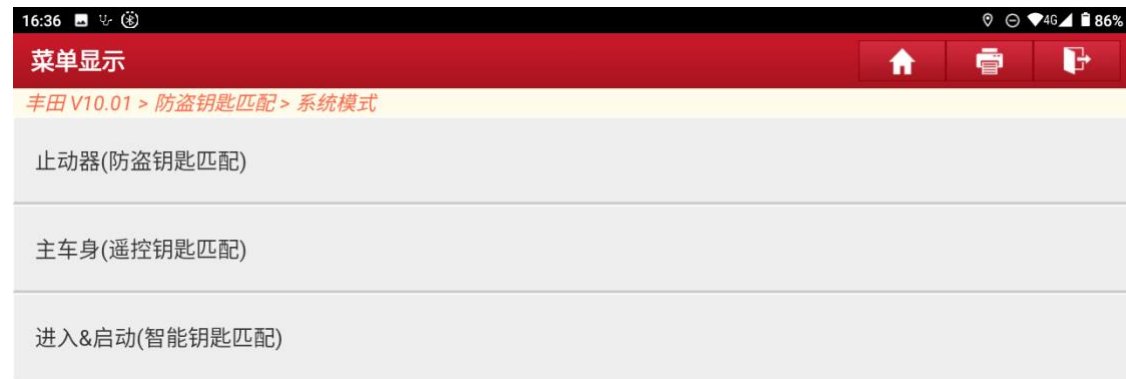 16:36 4G 86%
菜单显示
丰田 V10.01 > 防盗钥匙匹配 > 系统模式
止动器(防盗钥匙匹配)
主车身(遥控钥匙匹配)
进入&启动(智能钥匙匹配)